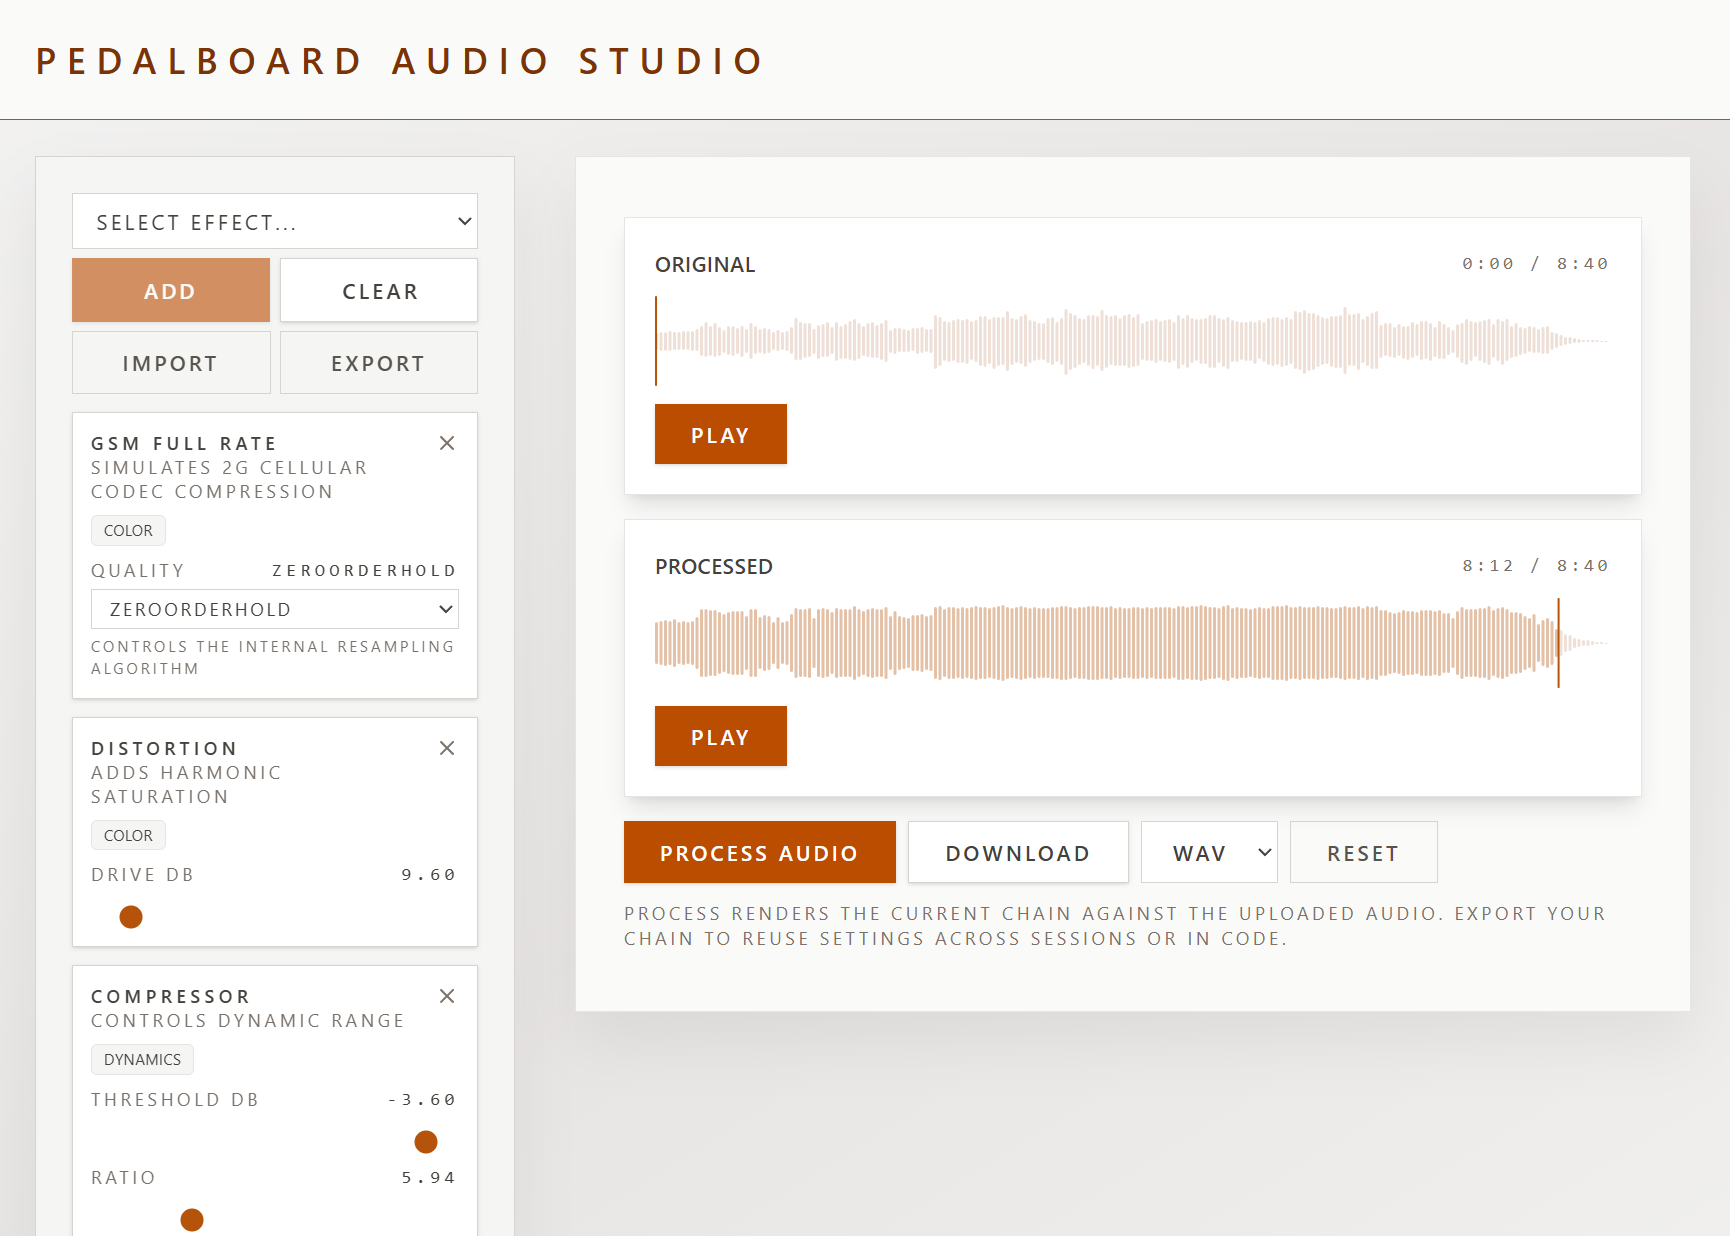 PEDALBOARD AUDIO STUDIO
SELECT EFFECT...
ADD
CLEAR
IMPORT
EXPORT
GSM FULL RATE
SIMULATES 2G CELLULAR
CODEC COMPRESSION
COLOR
QUALITY
ZEROORDERHOLD
ZEROORDERHOLD
CONTROLS THE INTERNAL RESAMPLING
ALGORITHM
DISTORTION
ADDS HARMONIC
SATURATION
COLOR
DRIVE DB
9.60
COMPRESSOR
CONTROLS DYNAMIC RANGE
DYNAMICS
THRESHOLD DB
-3.60
RATIO
5.94
ORIGINAL
0:00 / 8:40
PLAY
PROCESSED
8:12 / 8:40
PLAY
PROCESS AUDIO
DOWNLOAD
WAV
RESET
PROCESS RENDERS THE CURRENT CHAIN AGAINST THE UPLOADED AUDIO. EXPORT YOUR
CHAIN TO REUSE SETTINGS ACROSS SESSIONS OR IN CODE.